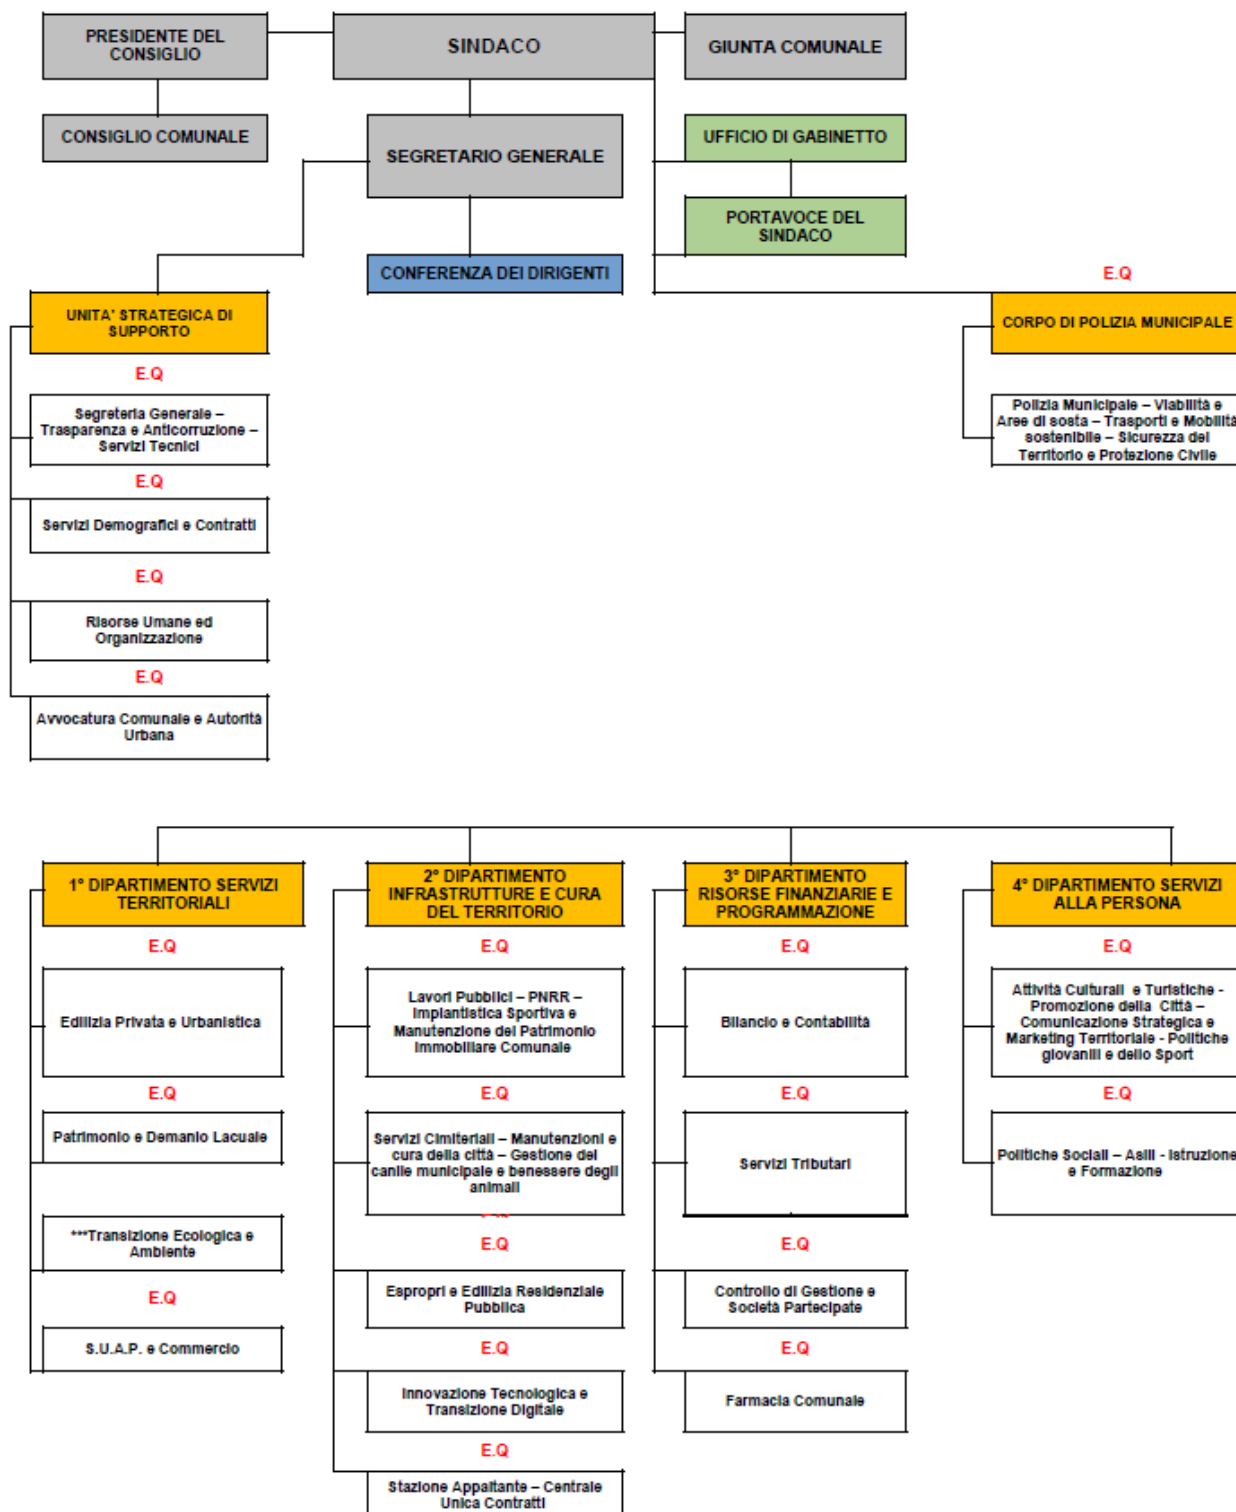 PRESIDENTE DEL
CONSIGLIO
SINDACO
GIUNTA COMUNALE
CONSIGLIO COMUNALE
SEGRETARIO GENERALE
UFFICIO DI GABINETTO
PORTAVOCE DEL
SINDACO
CONFERENZA DEI DIRIGENTI
E.Q
UNITA' STRATEGICA DI
SUPPORTO
CORPO DI POLIZIA MUNICIPALE
E.Q
Segreteria Generale –
Trasparenza e Anticorruzione –
Servizi Tecnici
Polizia Municipale – Viabilità e
Aree di sosta – Trasporti e Mobilità
sostenibile – Sicurezza del
Territorio e Protezione Civile
E.Q
Servizi Demografici e Contratti
E.Q
Risorse Umane ed
Organizzazione
E.Q
Avvocatura Comunale e Autorità
Urbana
1° DIPARTIMENTO SERVIZI
TERRITORIALI
2° DIPARTIMENTO
INFRASTRUTTURE E CURA
DEL TERRITORIO
3° DIPARTIMENTO
RISORSE FINANZIARIE E
PROGRAMMAZIONE
4° DIPARTIMENTO SERVIZI
ALLA PERSONA
E.Q
E.Q
E.Q
E.Q
Edilizia Privata e Urbanistica
Lavori Pubblici – PNRR –
Impiantistica Sportiva e
Manutenzione del Patrimonio
Immobiliare Comunale
Bilancio e Contabilità
Attività Culturali e Turistiche -
Promozione della Città –
Comunicazione Strategica e
Marketing Territoriale - Politiche
giovanili e dello Sport
E.Q
E.Q
E.Q
E.Q
Patrimonio e Demanio Lacuale
Servizi Cimiteriali – Manutenzioni e
cura della città – Gestione del
canile municipale e benessere degli
animali
Servizi Tributari
Politiche Sociali – Asili - Istruzione
e Formazione
***Transizione Ecologica e
Ambiente
E.Q
E.Q
E.Q
Espropri e Edilizia Residenziale
Pubblica
Controllo di Gestione e
Società Partecipate
S.U.A.P. e Commercio
E.Q
E.Q
Innovazione Tecnologica e
Transizione Digitale
Farmacia Comunale
E.Q
Stazione Appaltante – Centrale
Unica Contratti